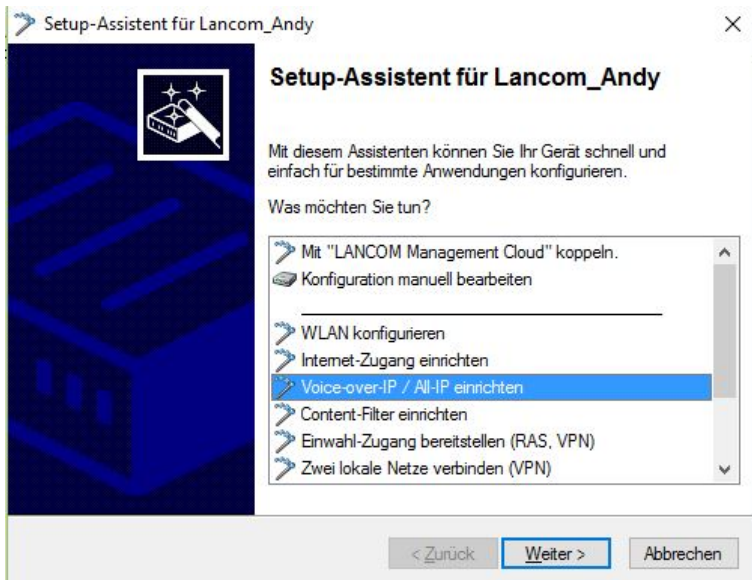 Setup-Assistent für Lancom_Andy
Setup-Assistent für Lancom_Andy
Mit diesem Assistenten können Sie Ihr Gerät schnell und
einfach für bestimmte Anwendungen konfigurieren.
Was möchten Sie tun?
Mit "LANCOM Management Cloud" koppeln.
Konfiguration manuell bearbeiten
WLAN konfigurieren
Internet-Zugang einrichten
Voice-over-IP / All-IP einrichten
Content-Filter einrichten
Einwahl-Zugang bereitstellen (RAS, VPN)
Zwei lokale Netze verbinden (VPN)
< Zurück Weiter > Abbrechen